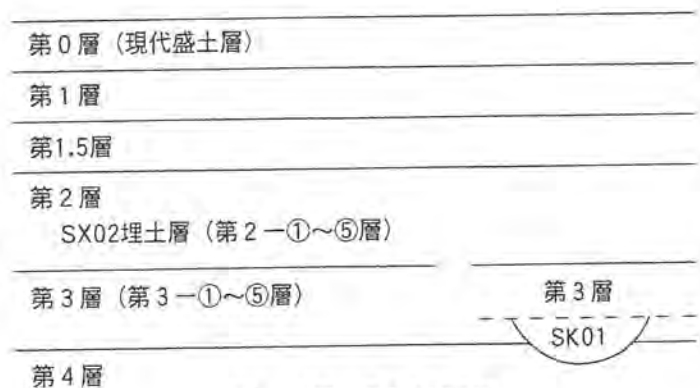 第0層（現代盛土層）
第1層
第1.5層
第2層
SX02埋土層（第2－①～⑤層）
第3層（第3－①～⑤層）
第3層
SK01
第4層